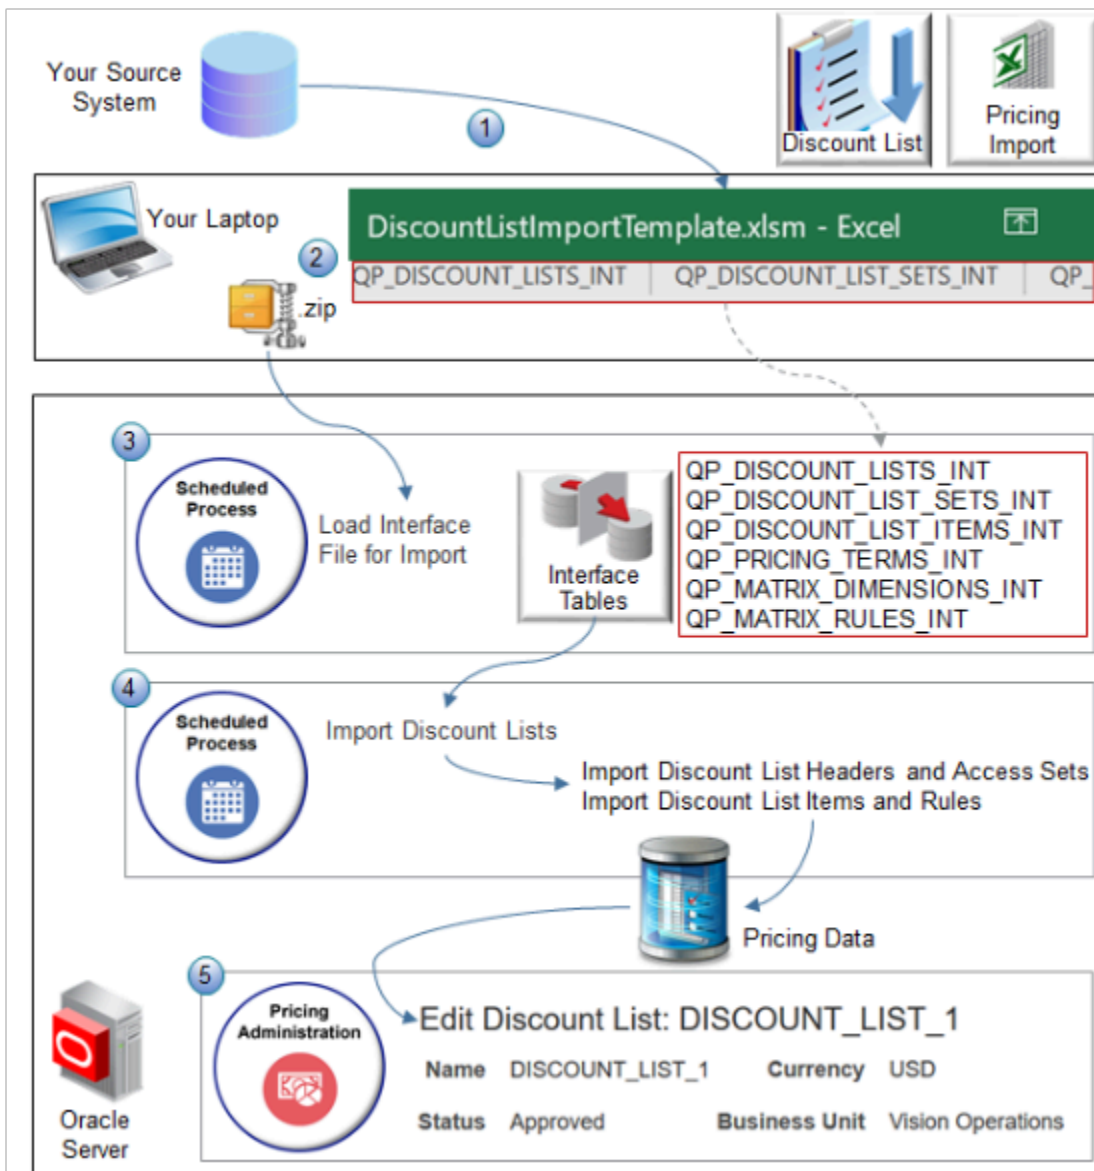 Your Source
System
1
Discount List
Pricing
Import
Your Laptop
DiscountListImportTemplate.xlsm - Excel
2
QP_DISCOUNT_LISTS_INT
QP_DISCOUNT_LIST_SETS_INT
QP_
.zip
3
Scheduled
Process
Load Interface
File for Import
Interface
Tables
QP_DISCOUNT_LISTS_INT
QP_DISCOUNT_LIST_SETS_INT
QP_DISCOUNT_LIST_ITEMS_INT
QP_PRICING_TERMS_INT
QP_MATRIX_DIMENSIONS_INT
QP_MATRIX_RULES_INT
4
Scheduled
Process
Import Discount Lists
Import Discount List Headers and Access Sets
Import Discount List Items and Rules
Pricing Data
5
Pricing
Administration
Edit Discount List: DISCOUNT_LIST_1
Name DISCOUNT_LIST_1 Currency USD
Status Approved Business Unit Vision Operations
Oracle
Server